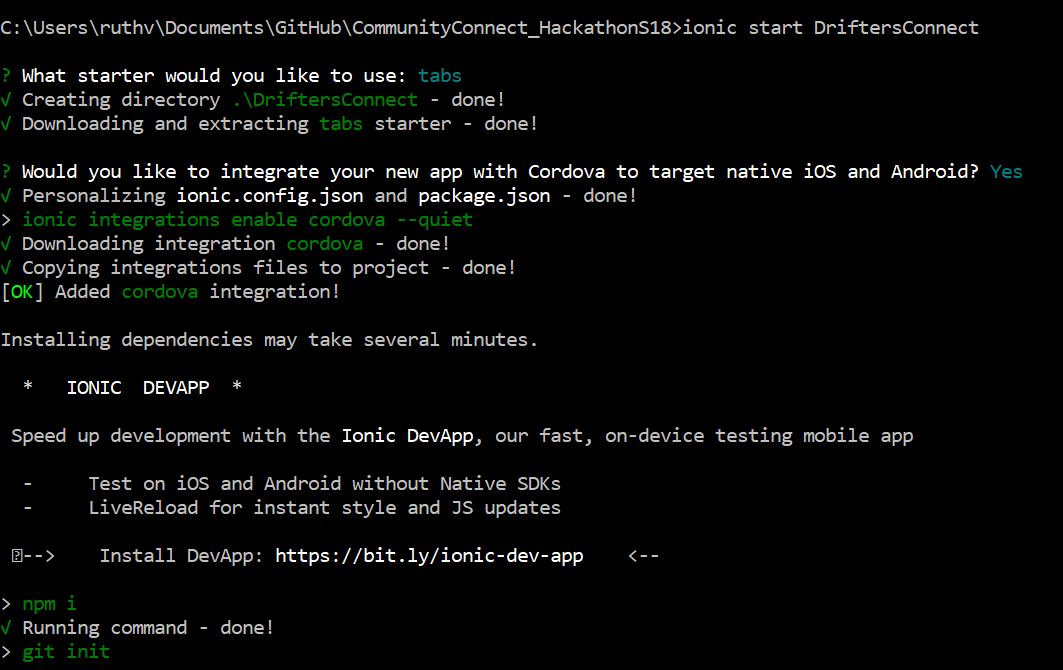 C:\Users\ruthv\Documents\GitHub\CommunityConnect_HackathonS18>ionic start DriftersConnect
? What starter would you like to use: tabs
√ Creating directory .\DriftersConnect - done!
√ Downloading and extracting tabs starter - done!
? Would you like to integrate your new app with Cordova to target native iOS and Android? Yes
√ Personalizing ionic.config.json and package.json - done!
> ionic integrations enable cordova --quiet
√ Downloading integration cordova - done!
√ Copying integrations files to project - done!
[OK] Added cordova integration!
Installing dependencies may take several minutes.
* IONIC DEVAPP *
Speed up development with the Ionic DevApp, our fast, on-device testing mobile app
- Test on iOS and Android without Native SDKs
- LiveReload for instant style and JS updates
⍰--> Install DevApp: https://bit.ly/ionic-dev-app <--
> npm i
√ Running command - done!
> git init